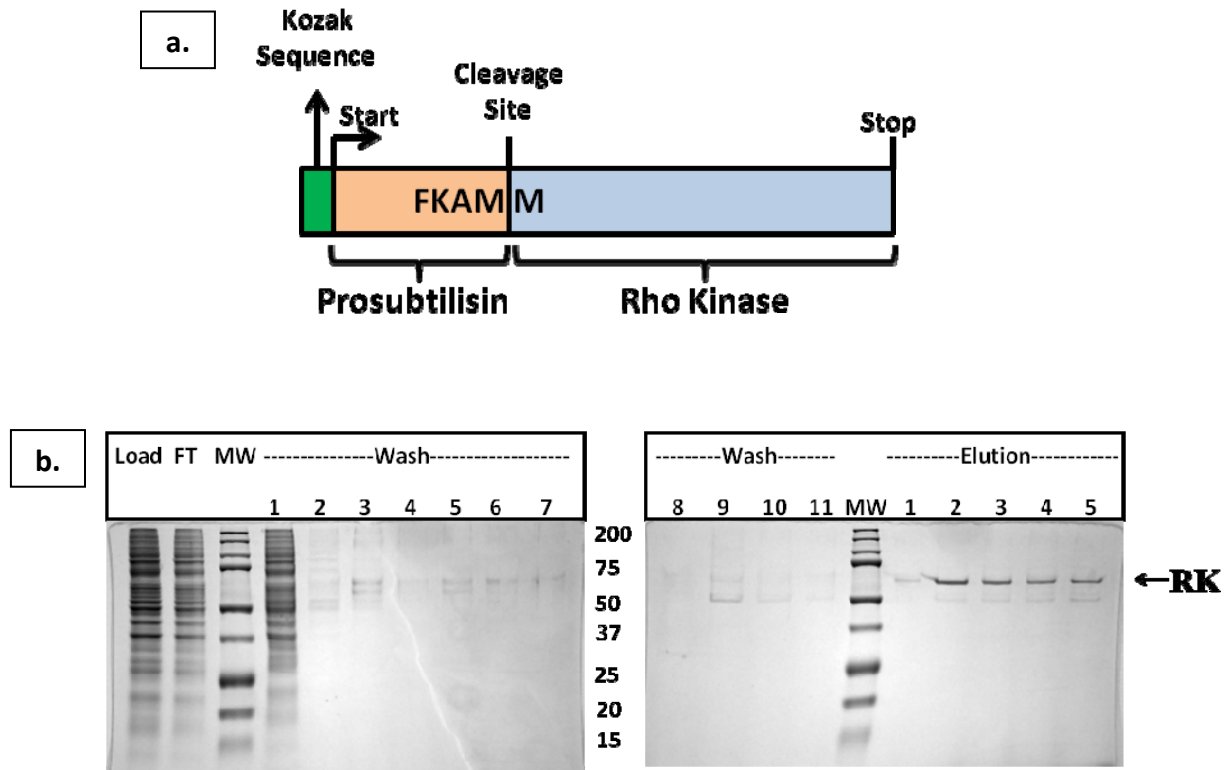 a.
Kozak
Sequence
Start
Cleavage
Site
Stop
FKAM M
Prosubtilisin
Rho Kinase
b.
Load FT MW ----------------Wash----------------------
1 2 3 4 5 6 7
200
75
50
37
25
20
15
---------Wash---------- ----------Elution------------
8 9 10 11 MW 1 2 3 4 5
←RK